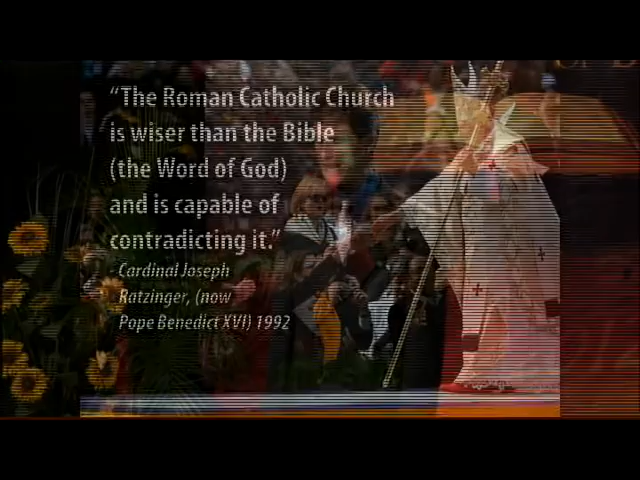 “The Roman Catholic Church
is wiser than the Bible
(the Word of God)
and is capable of
contradicting it.”
- Cardinal Joseph
Ratzinger, (now
Pope Benedict XVI) 1992